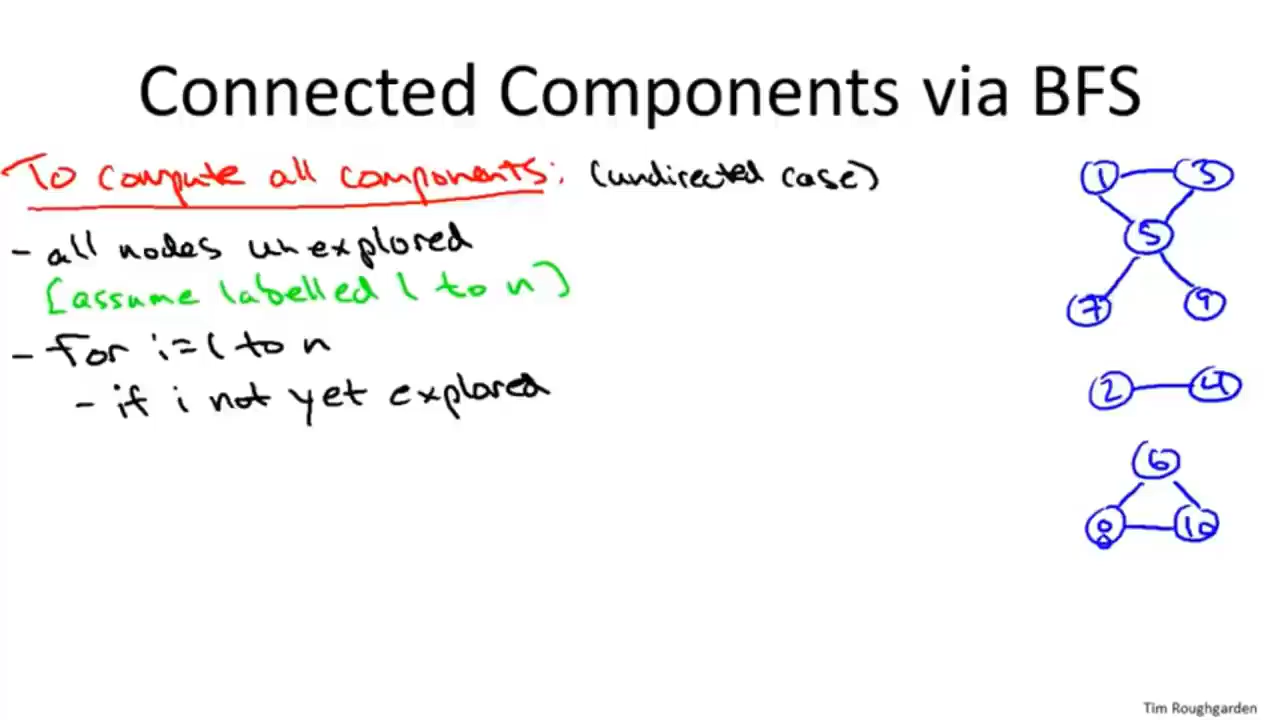 Connected Components via BFS
To compute all components: (undirected case)
- all nodes unexplored
[assume labelled 1 to n]
- for i=1 to n
- if i not yet explored
1 3
5
7 9
2 4
6
8 10
Tim Roughgarden